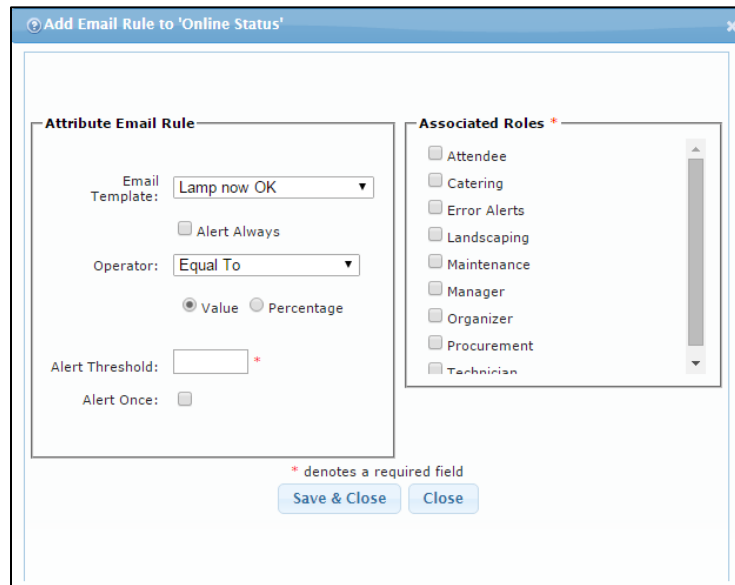 Add Email Rule to 'Online Status'
Attribute Email Rule
Email Template:
Lamp now OK
Alert Always
Operator:
Equal To
Value
Percentage
Alert Threshold:
*
Alert Once:
Associated Roles *
Attendee
Catering
Error Alerts
Landscaping
Maintenance
Manager
Organizer
Procurement
Technician
* denotes a required field
Save & Close
Close